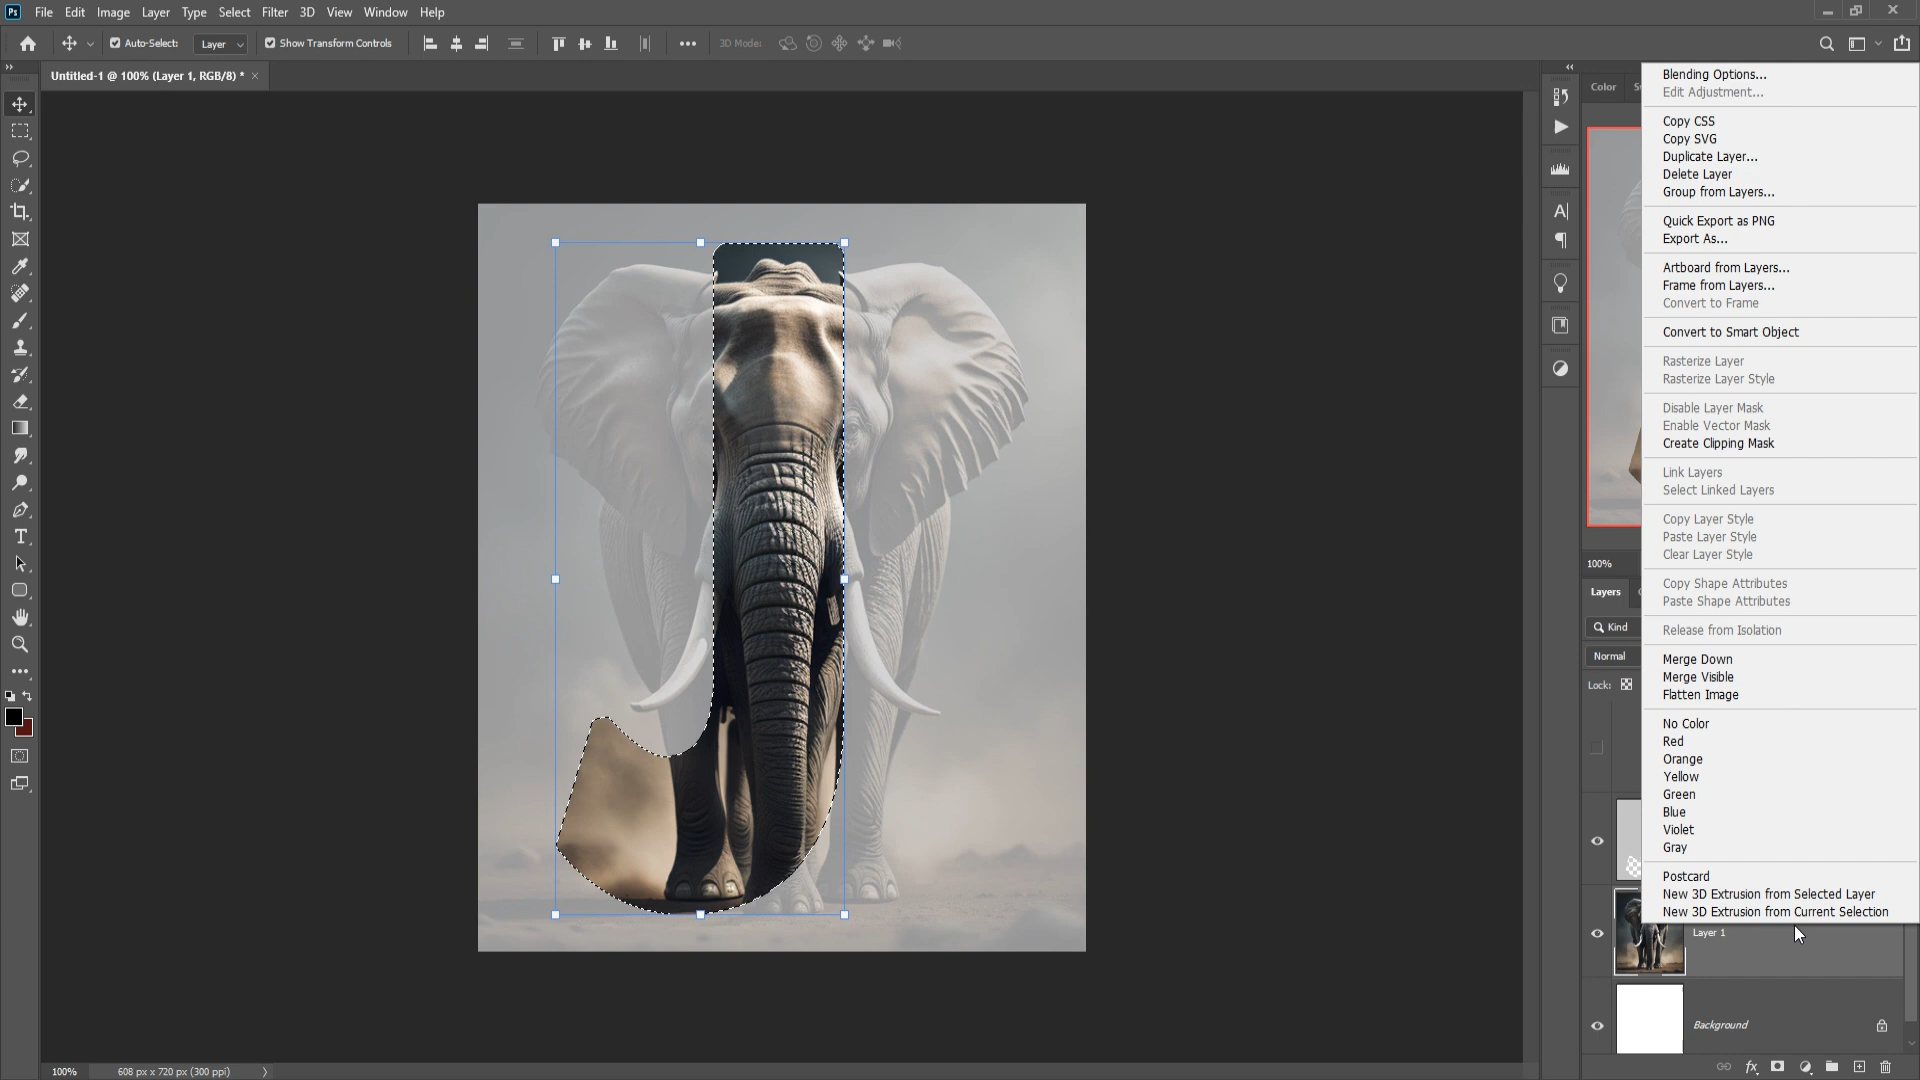 Ps File Edit Image Layer Type Select Filter 3D View Window Help
Auto-Select: Layer Show Transform Controls 3D Mode:
Untitled-1 @ 100% (Layer 1, RGB/8) *
Color
100%
Layers
Kind
Normal
Lock:
Blending Options...
Edit Adjustment...
Copy CSS
Copy SVG
Duplicate Layer...
Delete Layer
Group from Layers...
Quick Export as PNG
Export As...
Artboard from Layers...
Frame from Layers...
Convert to Frame
Convert to Smart Object
Rasterize Layer
Rasterize Layer Style
Disable Layer Mask
Enable Vector Mask
Create Clipping Mask
Link Layers
Select Linked Layers
Copy Layer Style
Paste Layer Style
Clear Layer Style
Copy Shape Attributes
Paste Shape Attributes
Release from Isolation
Merge Down
Merge Visible
Flatten Image
No Color
Red
Orange
Yellow
Green
Blue
Violet
Gray
Postcard
New 3D Extrusion from Selected Layer
New 3D Extrusion from Current Selection
Layer 1
Background
100% 608 px x 720 px (300 ppi)